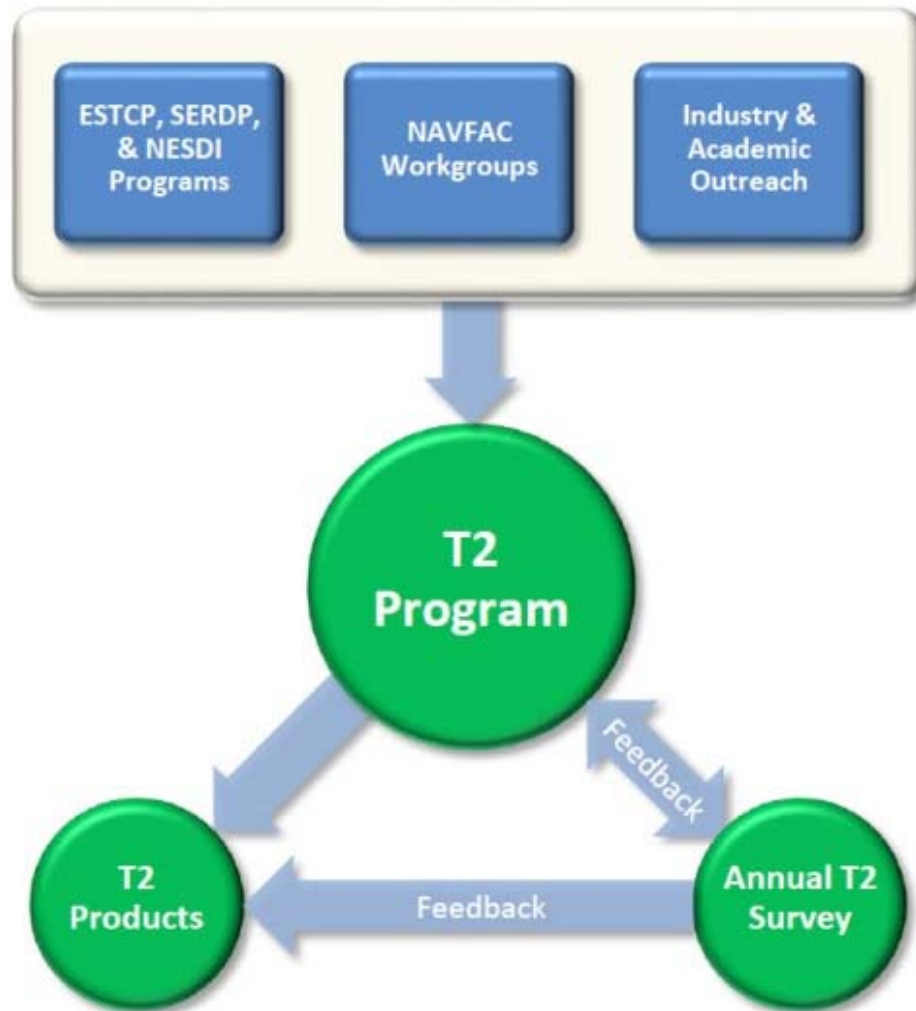 ESTCP, SERDP,
& NESDI
Programs
NAVFAC
Workgroups
Industry &
Academic
Outreach
T2
Program
Feedback
T2
Products
Feedback
Annual T2
Survey